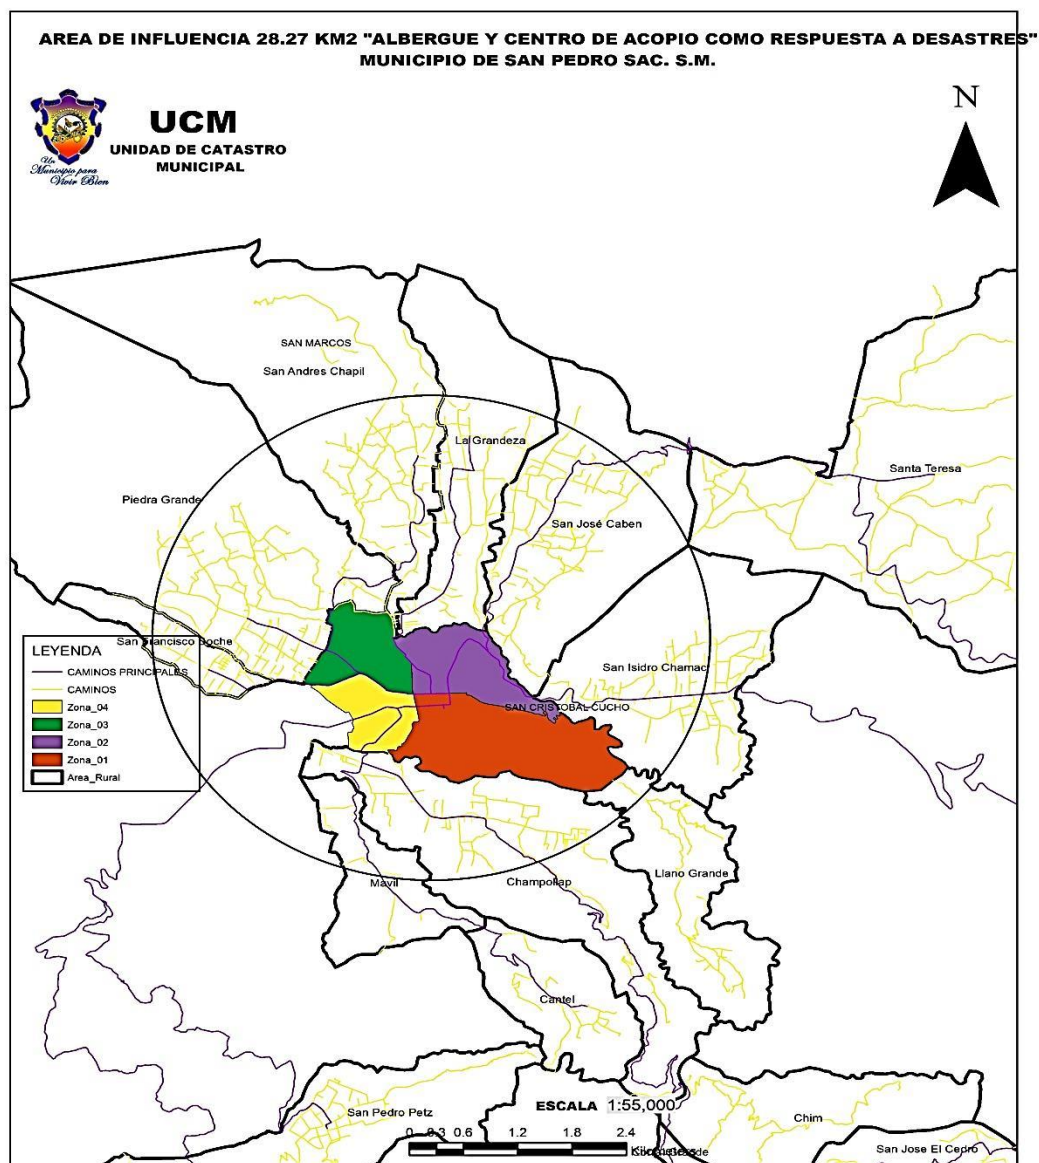 AREA DE INFLUENCIA 28.27 KM2 "ALBERGUE Y CENTRO DE ACOPIO COMO RESPUESTA A DESASTRES"
MUNICIPIO DE SAN PEDRO SAC. S.M.
N
UCM
UNIDAD DE CATASTRO
MUNICIPAL
Un
Municipio para
Vivir Bien
SAN MARCOS
San Andres Chapil
La Grandeza
Santa Teresa
Piedra Grande
San José Caben
San Francisco Soche
LEYENDA
CAMINOS PRINCIPALES
CAMINOS
Zona_04
Zona_03
Zona_02
Zona_01
Area_Rural
San Isidro Chamac
SAN CRISTOBAL CUCHO
Mavil
Champollap
Llano Grande
Cantel
ESCALA 1:55,000
San Pedro Petz
Chim
San Jose El Cedro
0 0.3 0.6 1.2 1.8 2.4